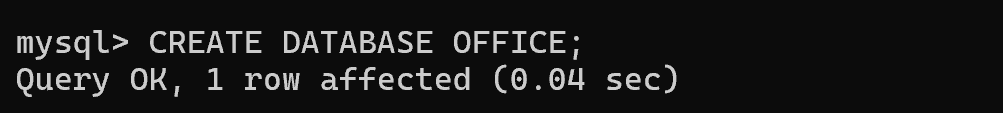 mysql> CREATE DATABASE OFFICE;
Query OK, 1 row affected (0.04 sec)